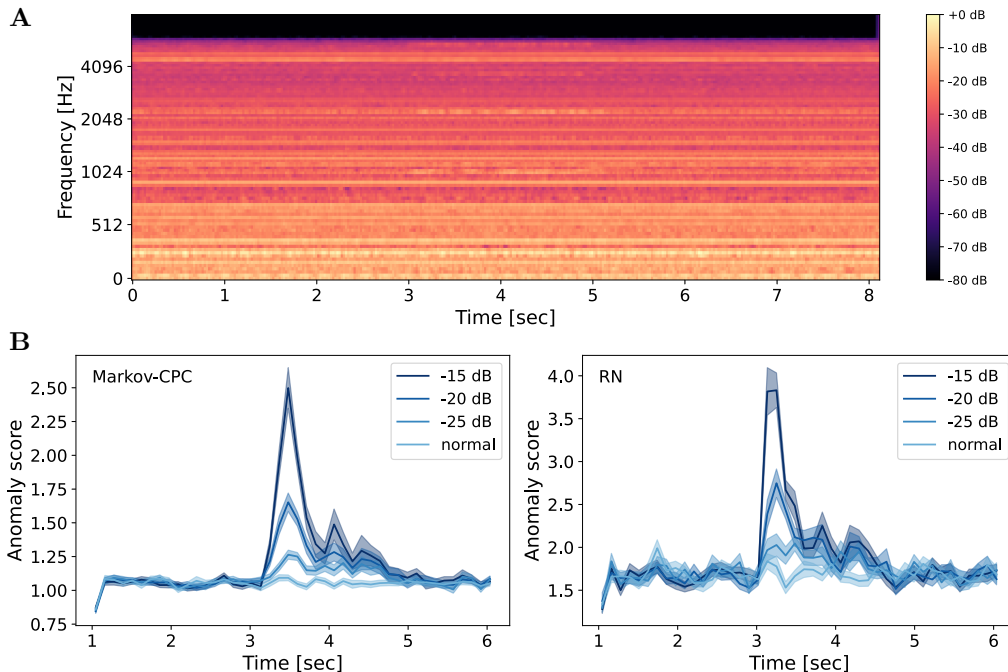 A
Frequency [Hz]
4096
2048
1024
512
0
0 1 2 3 4 5 6 7 8
Time [sec]
+0 dB
-10 dB
-20 dB
-30 dB
-40 dB
-50 dB
-60 dB
-70 dB
-80 dB
B
Markov-CPC
-15 dB
-20 dB
-25 dB
normal
Anomaly score
2.50
2.25
2.00
1.75
1.50
1.25
1.00
0.75
1 2 3 4 5 6
Time [sec]
RN
-15 dB
-20 dB
-25 dB
normal
Anomaly score
4.0
3.5
3.0
2.5
2.0
1.5
1 2 3 4 5 6
Time [sec]